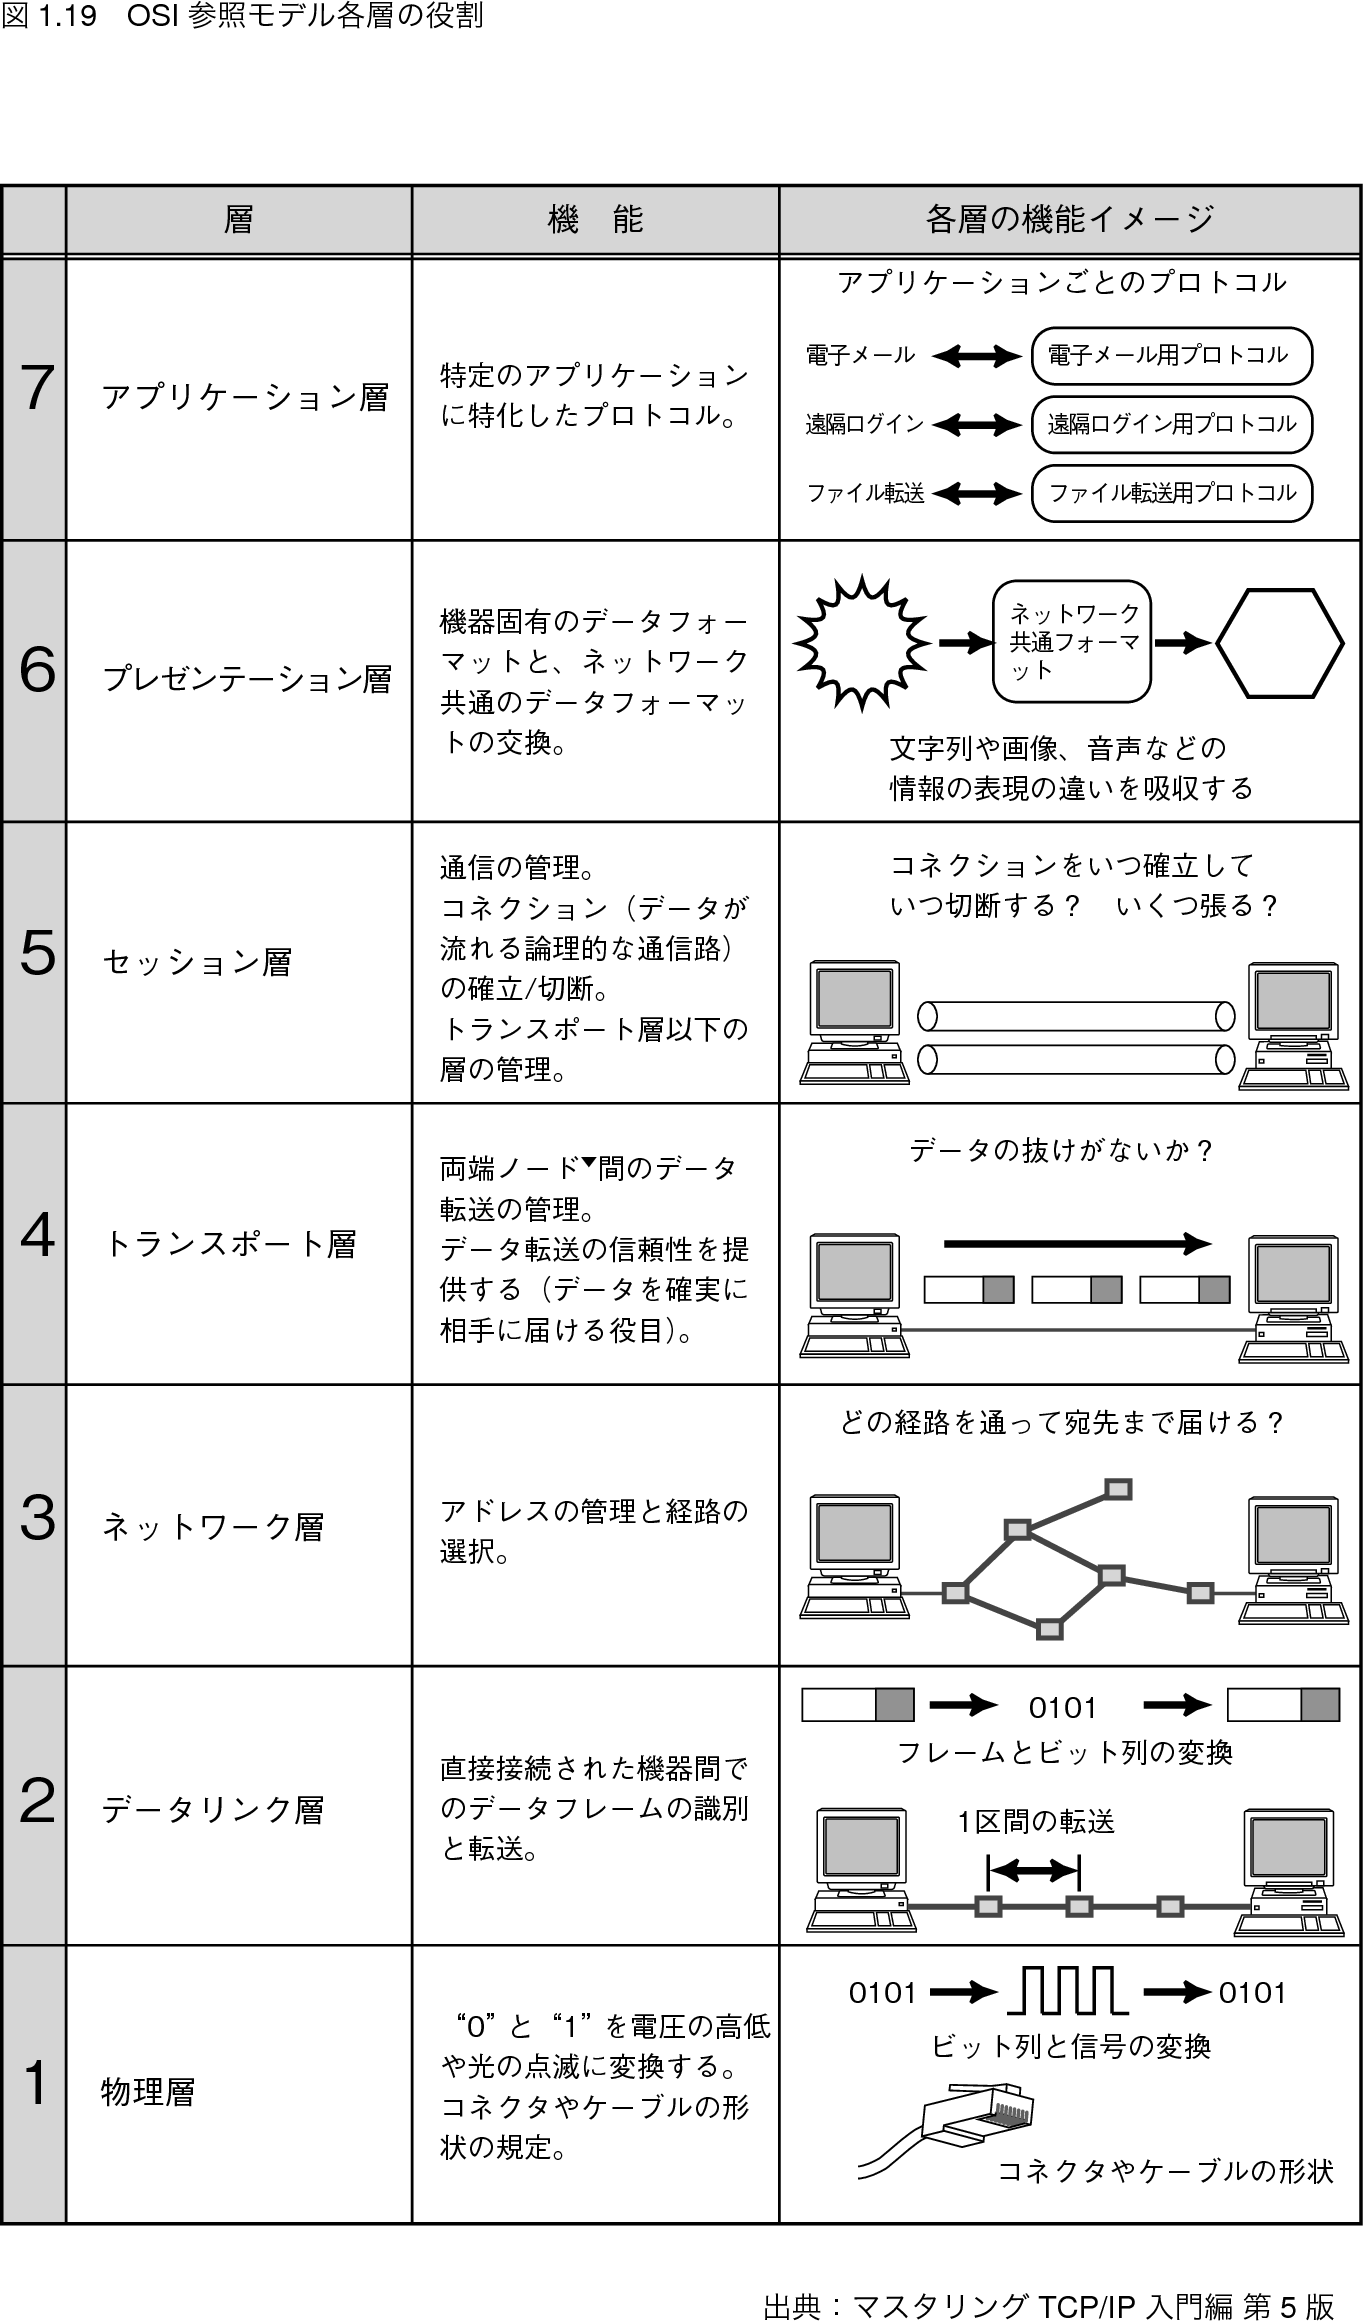 図 1.19　OSI 参照モデル各層の役割
層
機　能
各層の機能イメージ
7
アプリケーション層
特定のアプリケーション
に特化したプロトコル。
アプリケーションごとのプロトコル
電子メール
電子メール用プロトコル
遠隔ログイン
遠隔ログイン用プロトコル
ファイル転送
ファイル転送用プロトコル
6
プレゼンテーション層
機器固有のデータフォー
マットと、ネットワーク
共通のデータフォーマッ
トの交換。
ネットワーク
共通フォーマ
ット
文字列や画像、音声などの
情報の表現の違いを吸収する
5
セッション層
通信の管理。
コネクション（データが
流れる論理的な通信路）
の確立/切断。
トランスポート層以下の
層の管理。
コネクションをいつ確立して
いつ切断する？　いくつ張る？
4
トランスポート層
両端ノード▼間のデータ
転送の管理。
データ転送の信頼性を提
供する（データを確実に
相手に届ける役目）。
データの抜けがないか？
3
ネットワーク層
アドレスの管理と経路の
選択。
どの経路を通って宛先まで届ける？
2
データリンク層
直接接続された機器間で
のデータフレームの識別
と転送。
0101
フレームとビット列の変換
1区間の転送
1
物理層
“0”と“1”を電圧の高低
や光の点滅に変換する。
コネクタやケーブルの形
状の規定。
0101
0101
ビット列と信号の変換
コネクタやケーブルの形状
出典：マスタリング TCP/IP 入門編 第 5 版